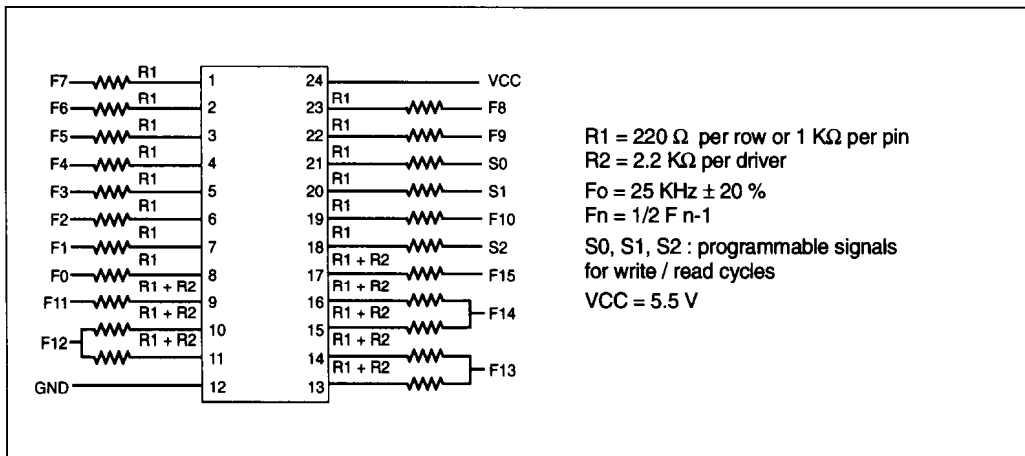 F7 R1 1 24 VCC
F6 R1 2 23 R1 F8
F5 R1 3 22 R1 F9
F4 R1 4 21 R1 S0
F3 R1 5 20 R1 S1
F2 R1 6 19 R1 F10
F1 R1 7 18 R1 S2
F0 R1 8 17 R1 + R2 F15
F11 R1 + R2 9 16 R1 + R2 F14
F12 R1 + R2 10 15 R1 + R2
R1 + R2 11 14 R1 + R2 F13
GND 12 13 R1 + R2
R1 = 220 Ω per row or 1 KΩ per pin
R2 = 2.2 KΩ per driver
Fo = 25 KHz ± 20 %
Fn = 1/2 F n-1
S0, S1, S2 : programmable signals
for write / read cycles
VCC = 5.5 V